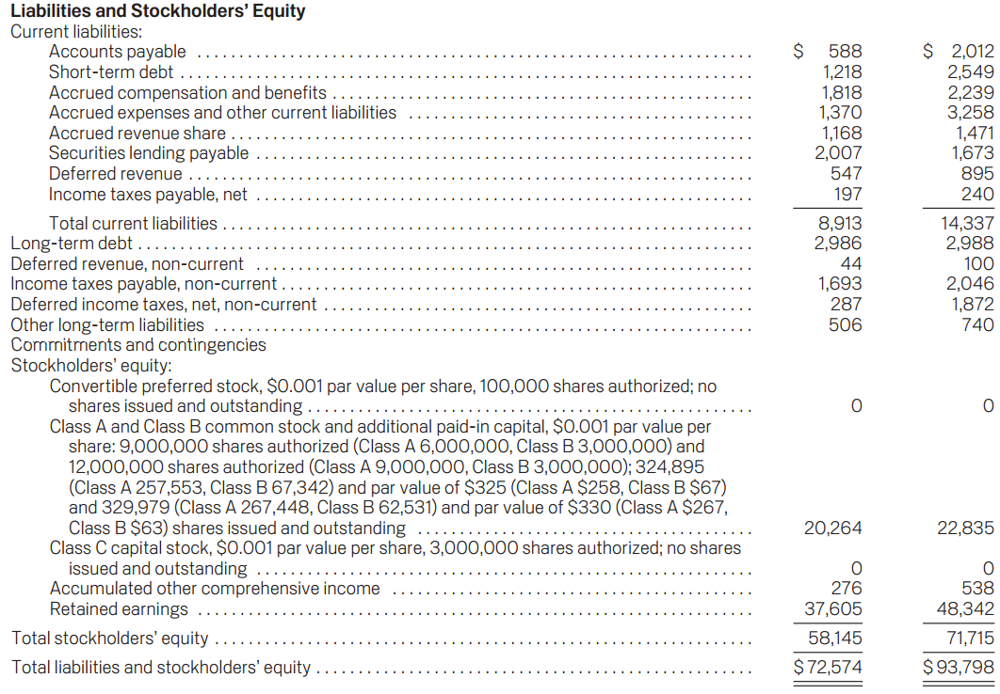 Liabilities and Stockholders' Equity
Current liabilities:
Accounts payable ........ $ 588 $ 2,012
Short-term debt ........ 1,218 2,549
Accrued compensation and benefits ........ 1,818 2,239
Accrued expenses and other current liabilities ........ 1,370 3,258
Accrued revenue share ........ 1,168 1,471
Securities lending payable ........ 2,007 1,673
Deferred revenue ........ 547 895
Income taxes payable, net ........ 197 240
Total current liabilities ........ 8,913 14,337
Long-term debt ........ 2,986 2,988
Deferred revenue, non-current ........ 44 100
Income taxes payable, non-current ........ 1,693 2,046
Deferred income taxes, net, non-current ........ 287 1,872
Other long-term liabilities ........ 506 740
Commitments and contingencies
Stockholders' equity:
Convertible preferred stock, $0.001 par value per share, 100,000 shares authorized; no
shares issued and outstanding ........ 0 0
Class A and Class B common stock and additional paid-in capital, $0.001 par value per
share: 9,000,000 shares authorized (Class A 6,000,000, Class B 3,000,000) and
12,000,000 shares authorized (Class A 9,000,000, Class B 3,000,000); 324,895
(Class A 257,553, Class B 67,342) and par value of $325 (Class A $258, Class B $67)
and 329,979 (Class A 267,448, Class B 62,531) and par value of $330 (Class A $267,
Class B $63) shares issued and outstanding ........ 20,264 22,835
Class C capital stock, $0.001 par value per share, 3,000,000 shares authorized; no shares
issued and outstanding ........ 0 0
Accumulated other comprehensive income ........ 276 538
Retained earnings ........ 37,605 48,342
Total stockholders' equity ........ 58,145 71,715
Total liabilities and stockholders' equity ........ $ 72,574 $ 93,798